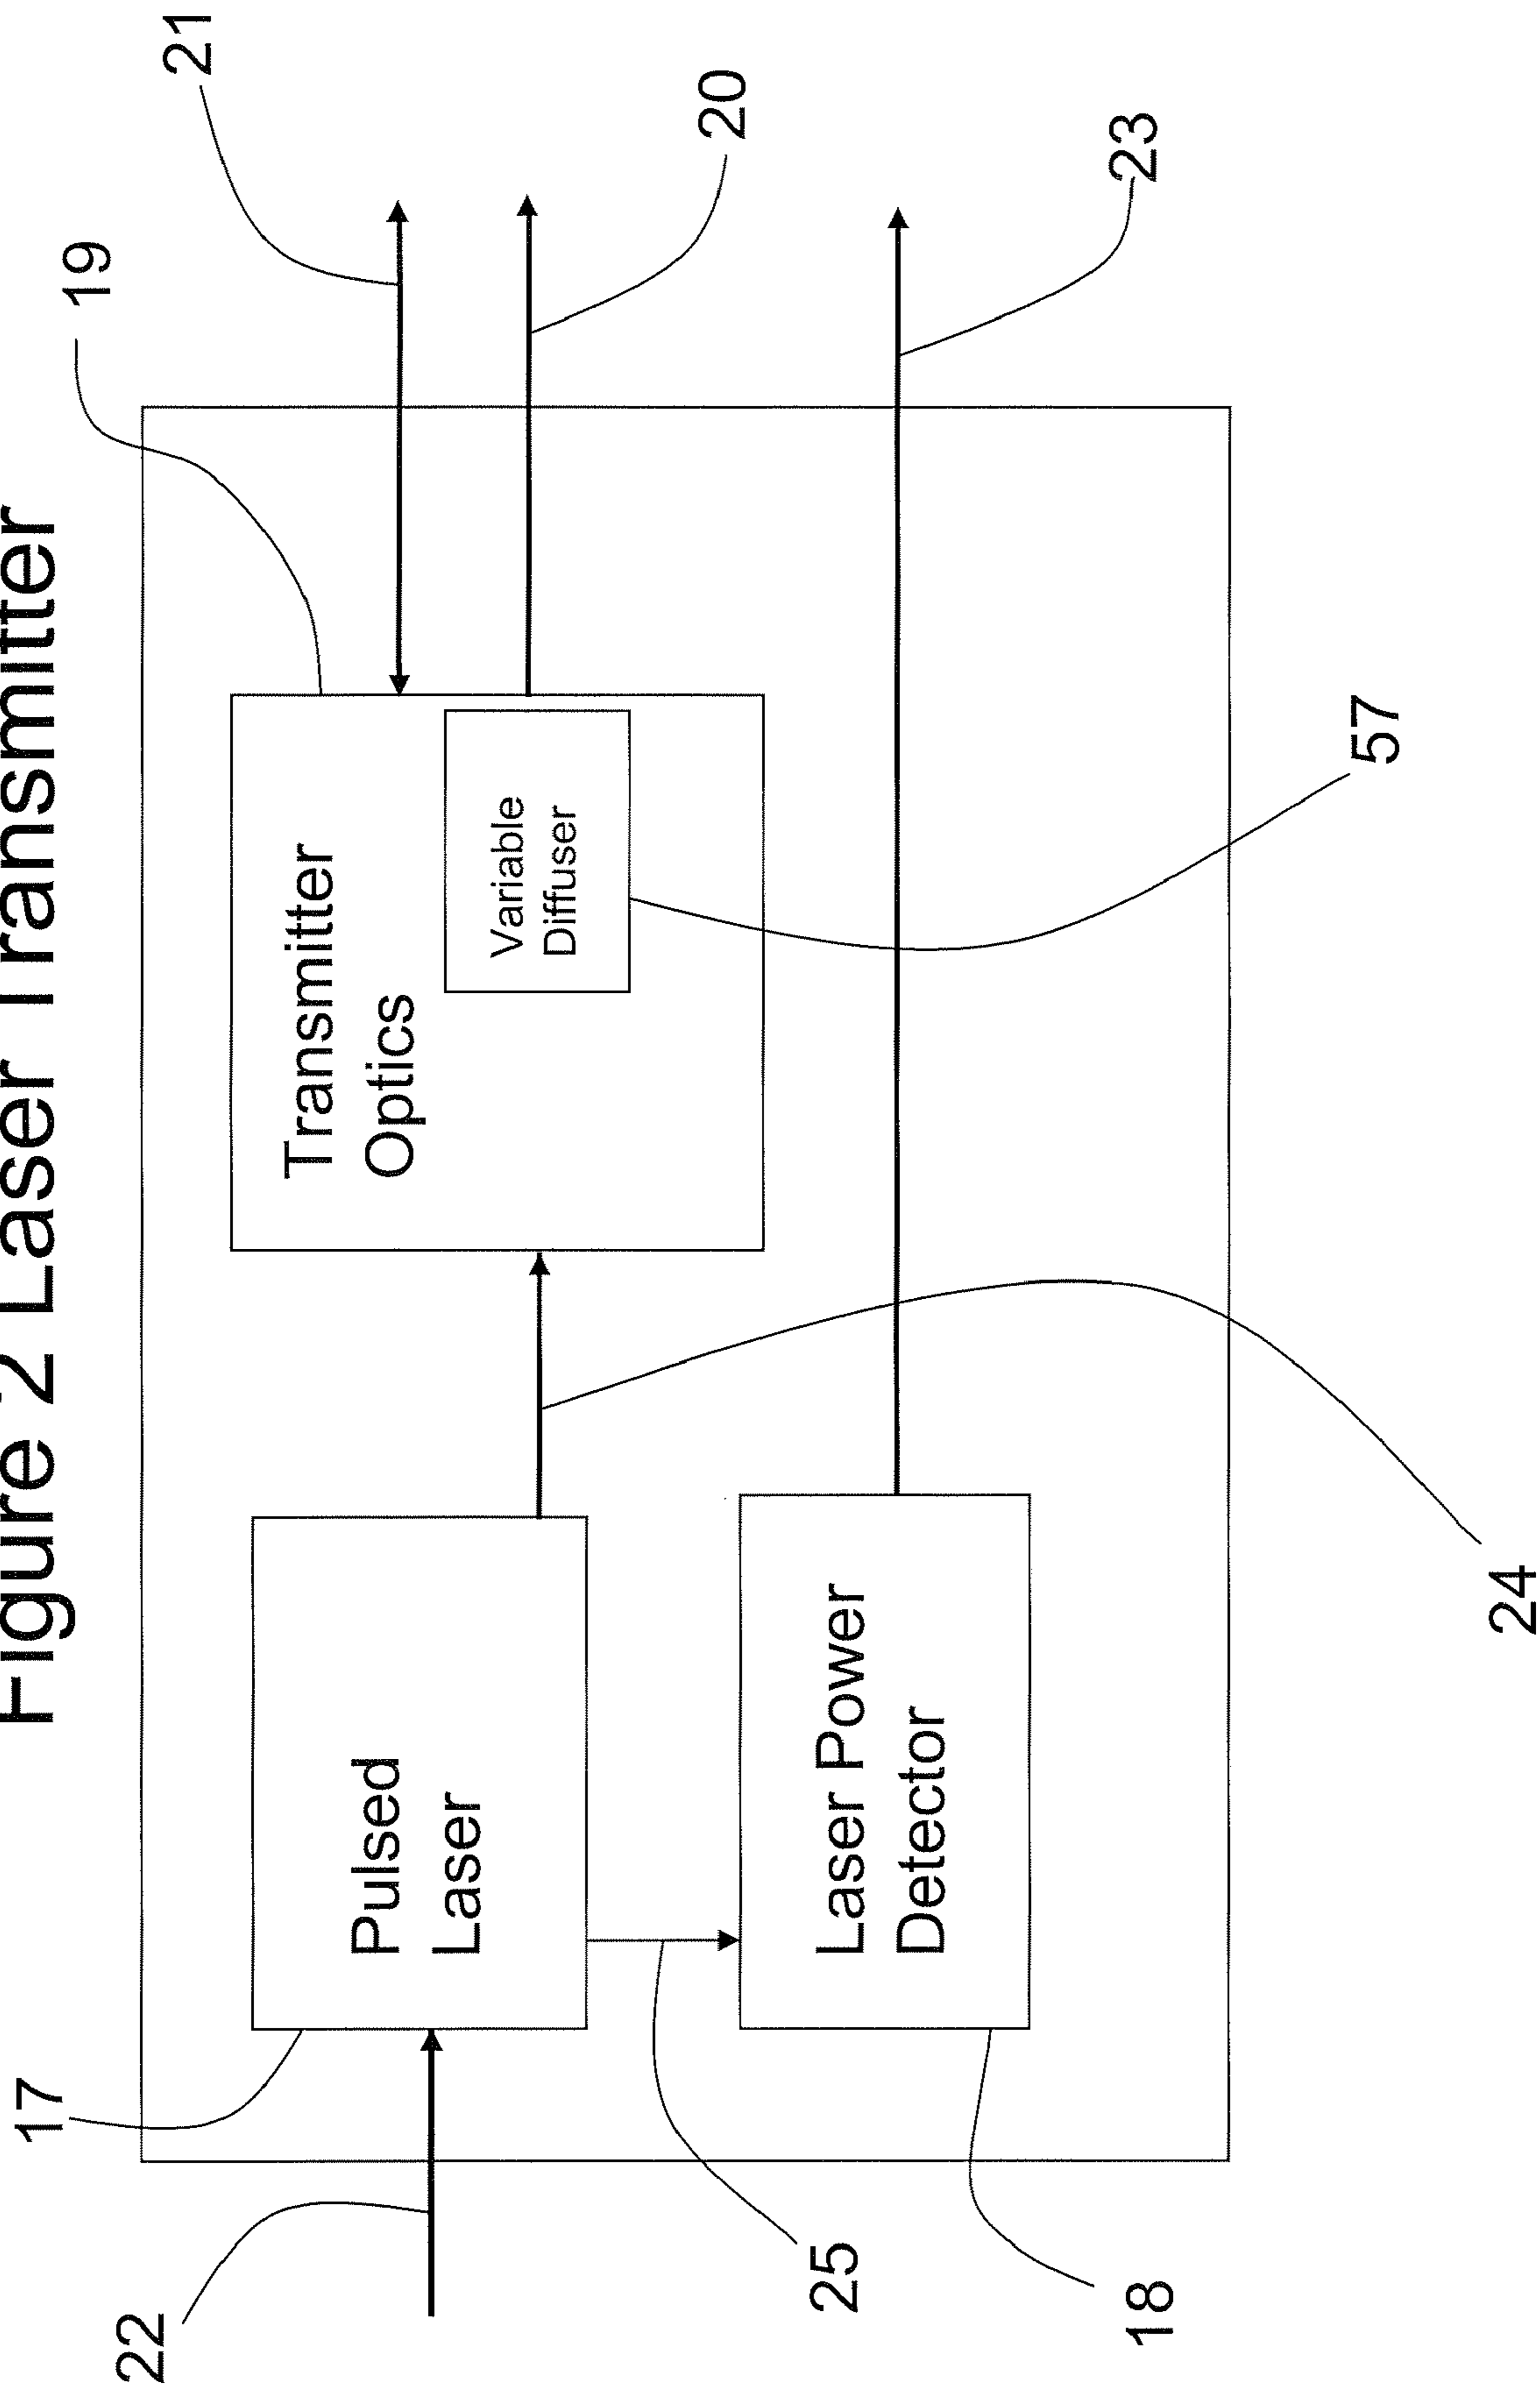 Figure 2 Laser Transmitter
17
19
21
22
Pulsed
Laser
Transmitter
Optics
Variable
Diffuser
20
25
Laser Power
Detector
23
18
57
24